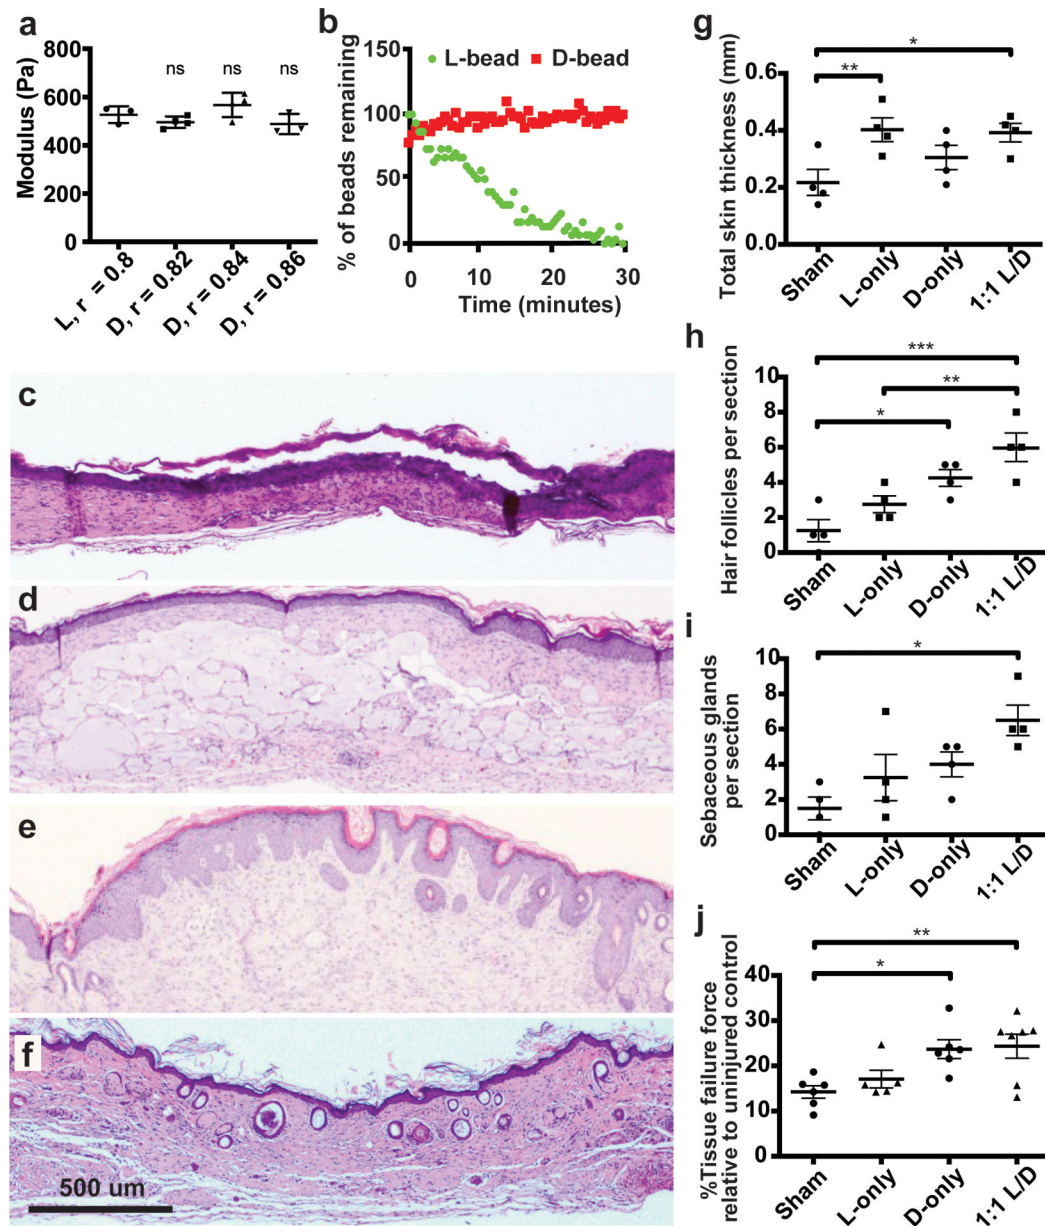 a
Modulus (Pa)
800
600
400
200
0
ns
ns
ns
L, r = 0.8
D, r = 0.82
D, r = 0.84
D, r = 0.86
b
% of beads remaining
150
100
50
0
L-bead
D-bead
0
10
20
30
Time (minutes)
c
d
e
f
500 um
g
Total skin thickness (mm)
0.6
0.4
0.2
0.0
*
**
Sham
L-only
D-only
1:1 L/D
h
Hair follicles per section
10
8
6
4
2
0
***
**
*
Sham
L-only
D-only
1:1 L/D
i
Sebaceous glands
per section
10
8
6
4
2
0
*
Sham
L-only
D-only
1:1 L/D
j
%Tissue failure force
relative to uninjured control
40
30
20
10
0
**
*
Sham
L-only
D-only
1:1 L/D